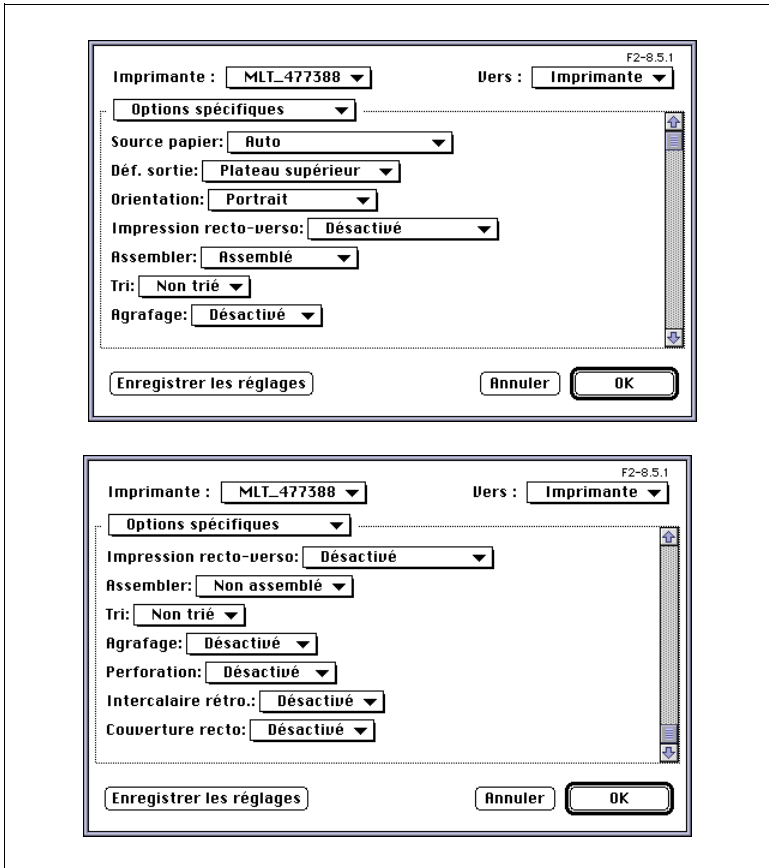 F2-8.5.1
Imprimante : MLT_477388 Vers : Imprimante
Options spécifiques
Source papier: Auto
Déf. sortie: Plateau supérieur
Orientation: Portrait
Impression recto-verso: Désactivé
Assembler: Assemblé
Tri: Non trié
Agrafage: Désactivé
Enregistrer les réglages Annuler OK
F2-8.5.1
Imprimante : MLT_477388 Vers : Imprimante
Options spécifiques
Impression recto-verso: Désactivé
Assembler: Non assemblé
Tri: Non trié
Agrafage: Désactivé
Perforation: Désactivé
Intercalaire rétro.: Désactivé
Couverture recto: Désactivé
Enregistrer les réglages Annuler OK